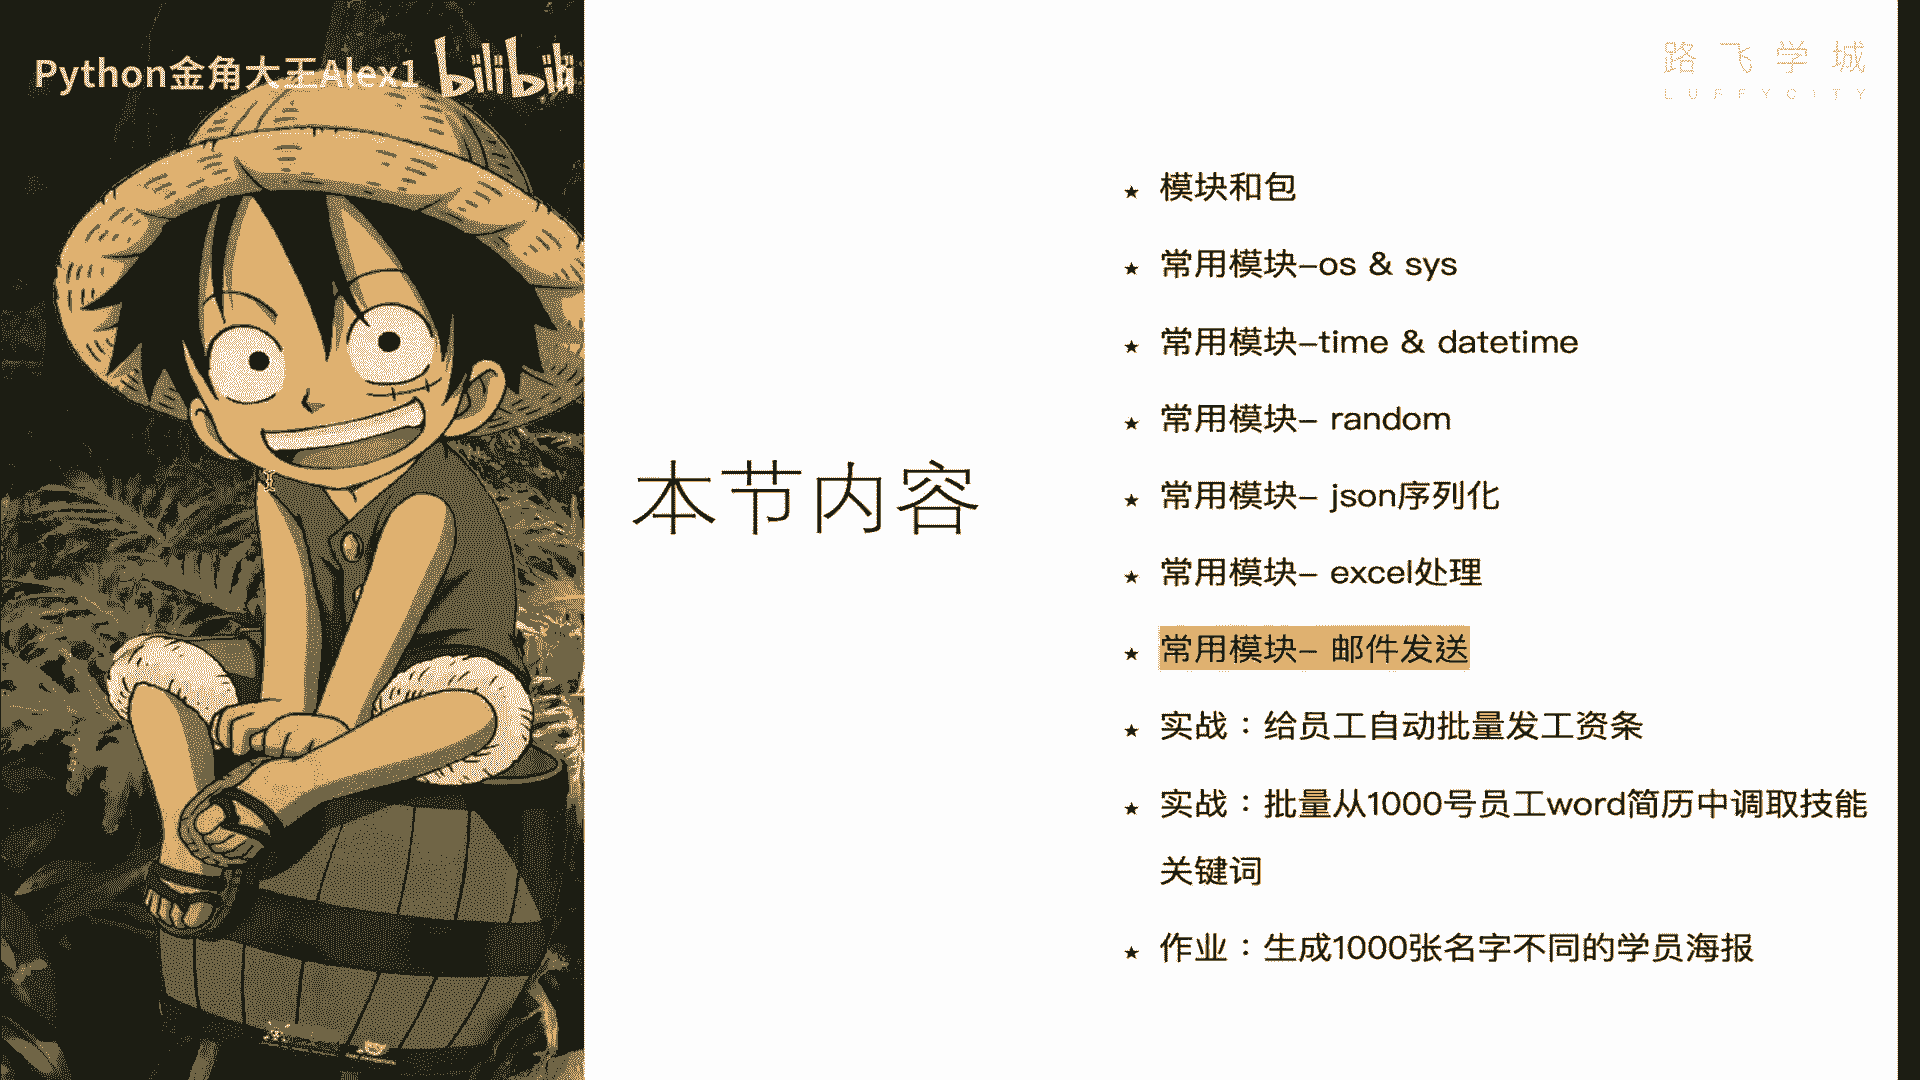 Python金角大王Alex1 bilibili
路飞学城
LUFFYCITY
本节内容
★ 模块和包
★ 常用模块–os & sys
★ 常用模块–time & datetime
★ 常用模块– random
★ 常用模块– json序列化
★ 常用模块– excel处理
★ 常用模块– 邮件发送
★ 实战：给员工自动批量发工资条
★ 实战：批量从1000号员工word简历中调取技能
关键词
★ 作业：生成1000张名字不同的学员海报